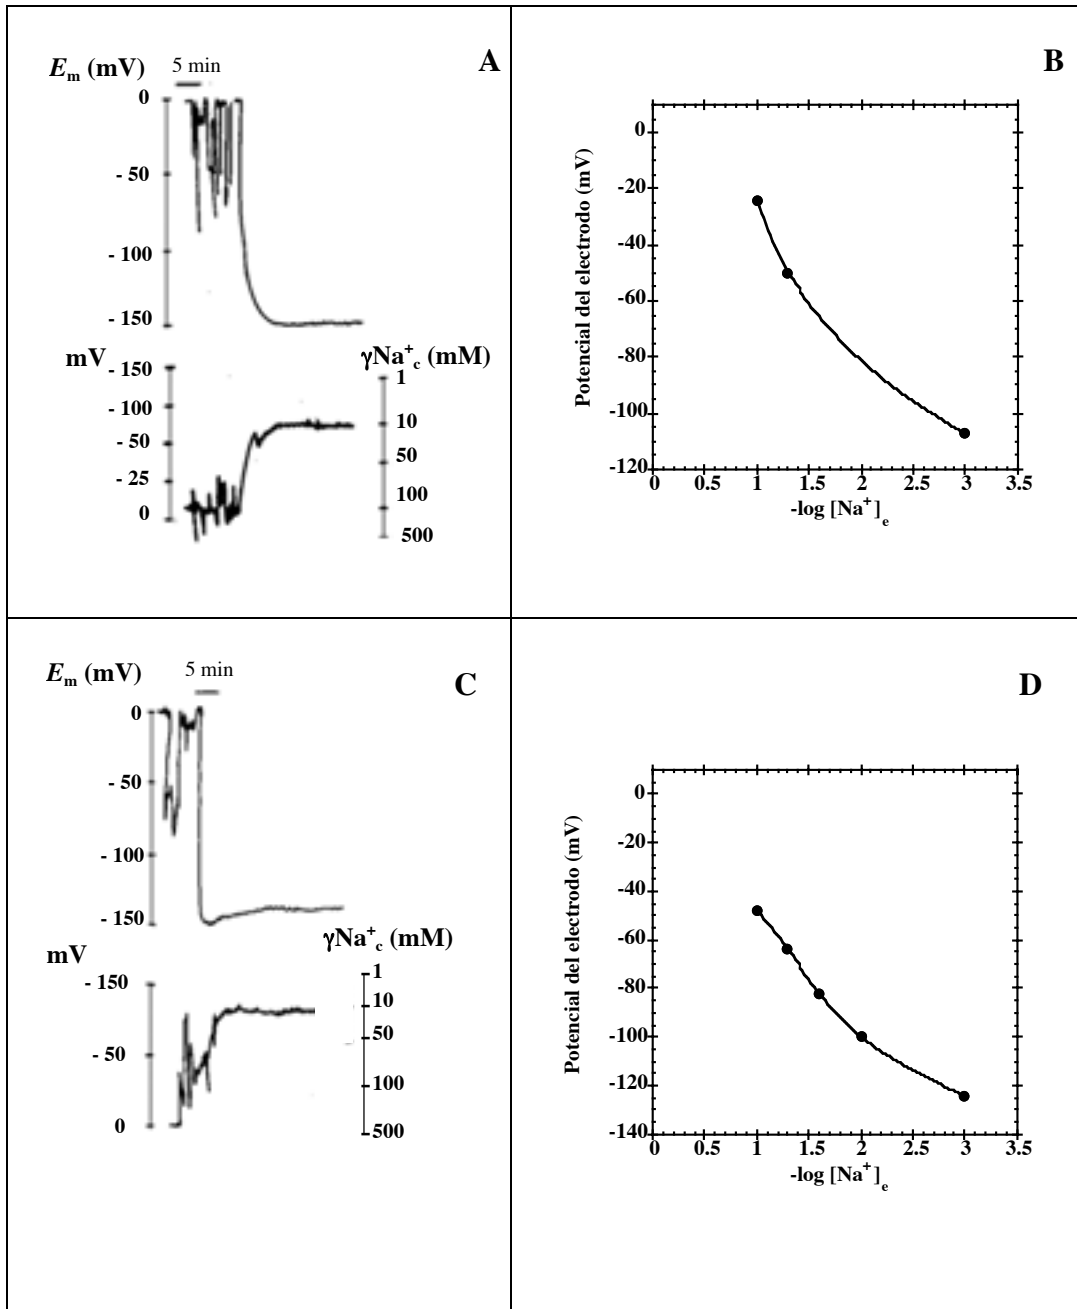 A
E_m (mV)
5 min
0
- 50
- 100
- 150
mV
- 150
- 100
- 50
- 25
0
γNa⁺_c (mM)
1
10
50
100
500
B
Potencial del electrodo (mV)
0
-20
-40
-60
-80
-100
-120
0 0.5 1 1.5 2 2.5 3 3.5
-log [Na⁺]_e
C
E_m (mV)
5 min
0
- 50
- 100
- 150
mV
- 150
- 50
0
γNa⁺_c (mM)
1
10
50
100
500
D
Potencial del electrodo (mV)
0
-20
-40
-60
-80
-100
-120
-140
0 0.5 1 1.5 2 2.5 3 3.5
-log [Na⁺]_e